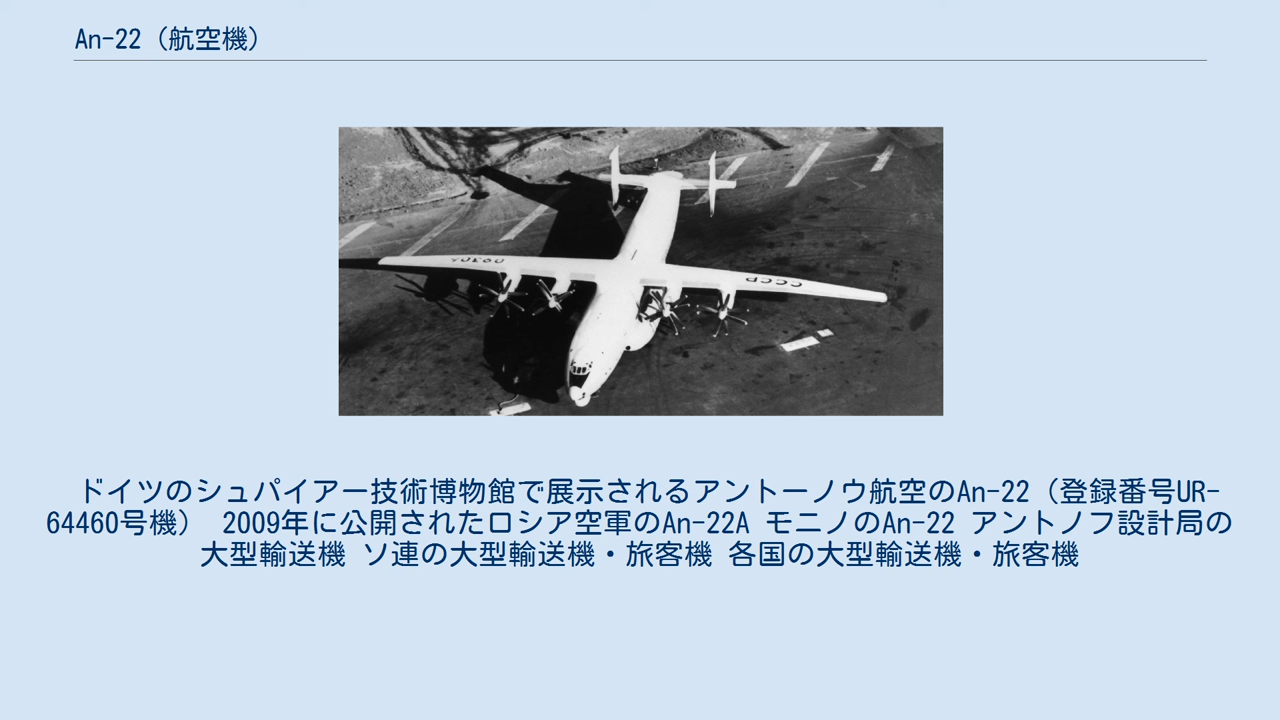 An-22（航空機）
CCCP
ドイツのシュパイアー技術博物館で展示されるアントーノウ航空のAn-22（登録番号UR-
64460号機） 2009年に公開されたロシア空軍のAn-22A モニノのAn-22 アントノフ設計局の
大型輸送機 ソ連の大型輸送機・旅客機 各国の大型輸送機・旅客機